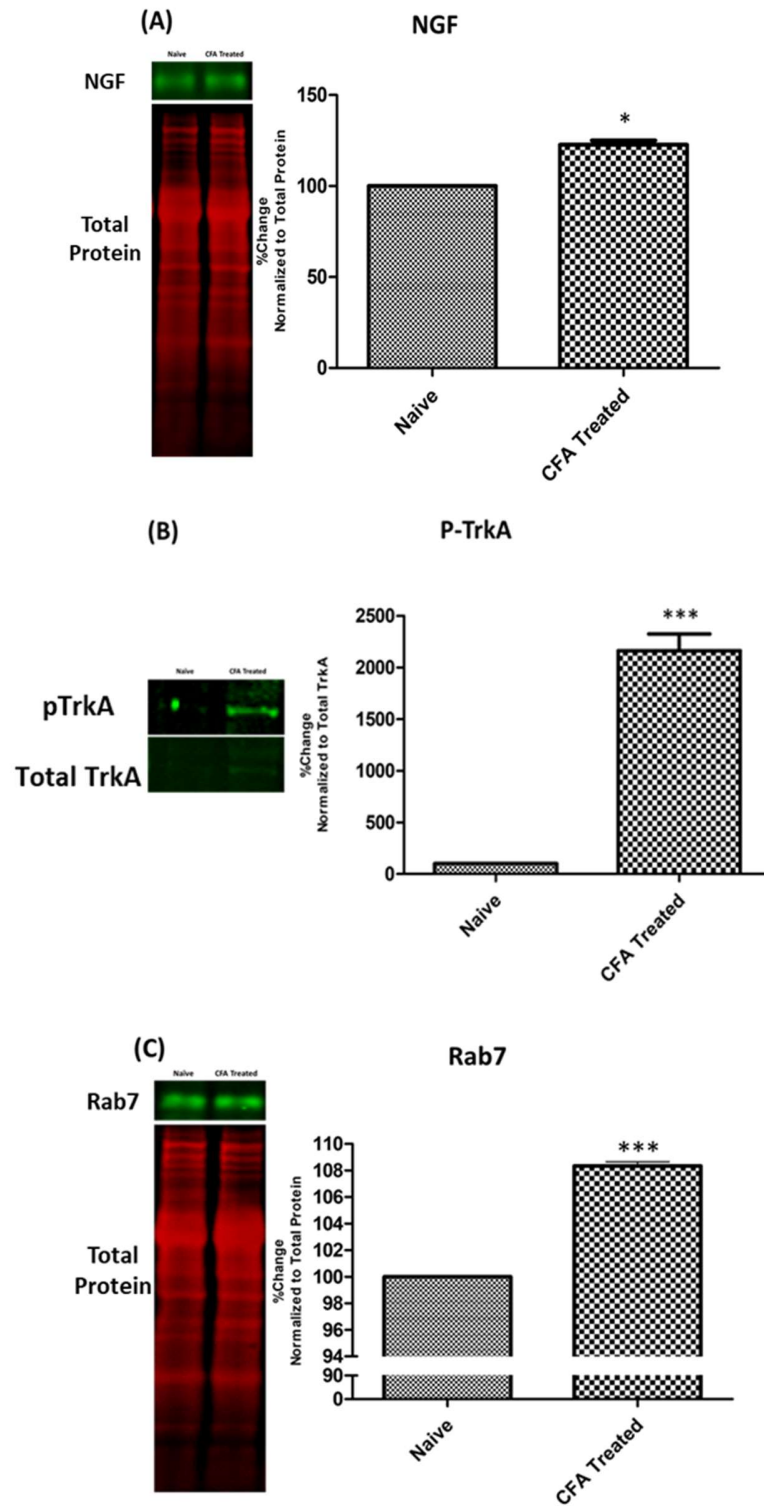 (A)
NGF
Naïve
CFA Treated
NGF
Total
Protein
%Change
Normalized to Total Protein
150
100
50
0
*
Naive
CFA Treated
(B)
P-TrkA
Naïve
CFA Treated
pTrkA
Total TrkA
%Change
Normalized to Total TrkA
2500
2000
1500
1000
500
0
***
Naive
CFA Treated
(C)
Rab7
Naïve
CFA Treated
Rab7
Total
Protein
%Change
Normalized to Total Protein
110
108
106
104
102
100
98
96
94
90
0
***
Naive
CFA Treated